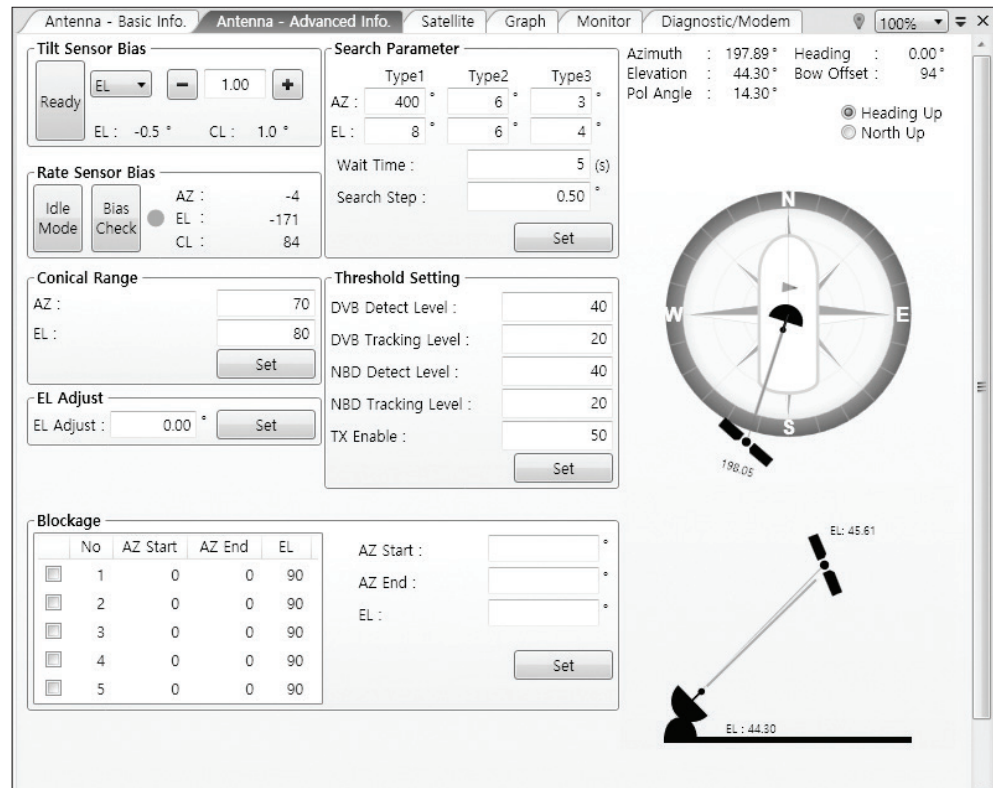 Antenna - Basic Info. Antenna - Advanced Info. Satellite Graph Monitor Diagnostic/Modem 100%
Tilt Sensor Bias
Ready EL 1.00
EL : -0.5 ° CL : 1.0 °
Rate Sensor Bias
Idle Mode Bias Check
AZ : -4
EL : -171
CL : 84
Conical Range
AZ : 70
EL : 80
Set
EL Adjust
EL Adjust : 0.00 ° Set
Search Parameter
Type1 Type2 Type3
AZ : 400 ° 6 ° 3 °
EL : 8 ° 6 ° 4 °
Wait Time : 5 (s)
Search Step : 0.50 °
Set
Threshold Setting
DVB Detect Level : 40
DVB Tracking Level : 20
NBD Detect Level : 40
NBD Tracking Level : 20
TX Enable : 50
Set
Blockage
No AZ Start AZ End EL
1 0 0 90
2 0 0 90
3 0 0 90
4 0 0 90
5 0 0 90
AZ Start : °
AZ End : °
EL : °
Set
Azimuth : 197.89 ° Heading : 0.00 °
Elevation : 44.30 ° Bow Offset : 94 °
Pol Angle : 14.30 °
Heading Up
North Up
N
W
E
S
198.05
EL: 45.61
EL : 44.30